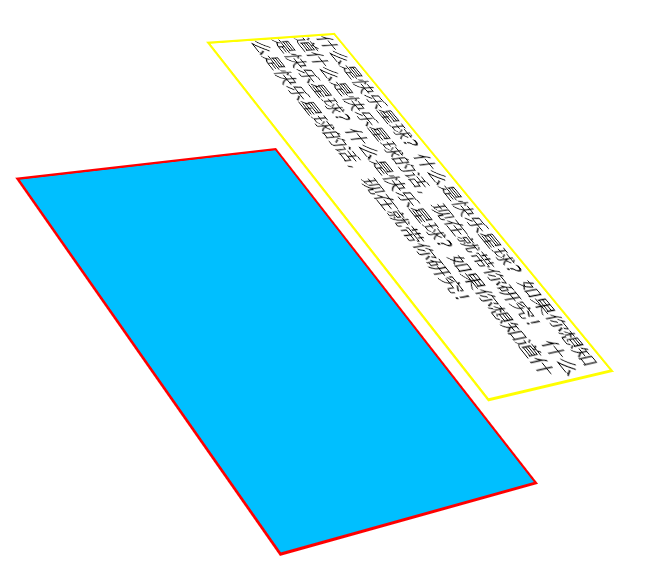 什么是快乐星球?什么是快乐星球?如果你想知
道什么是快乐星球的话,现在就带你研究!什么
是快乐星球?什么是快乐星球?如果你想知道什
么是快乐星球的话,现在就带你研究!